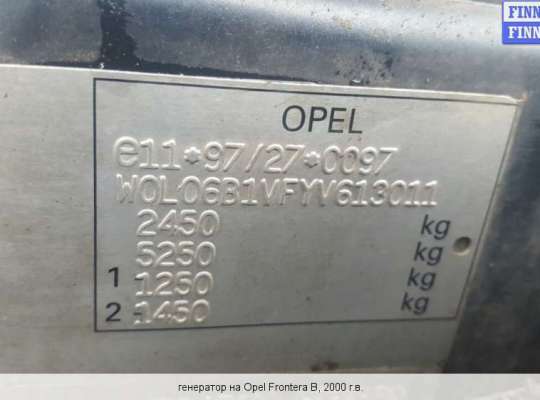 FINN
FINN
OPEL
e11*97/27*0097
W0L06B1VFYV613011
2450 kg
5250 kg
1 1250 kg
2 1450 kg
генератор на Opel Frontera B, 2000 г.в.